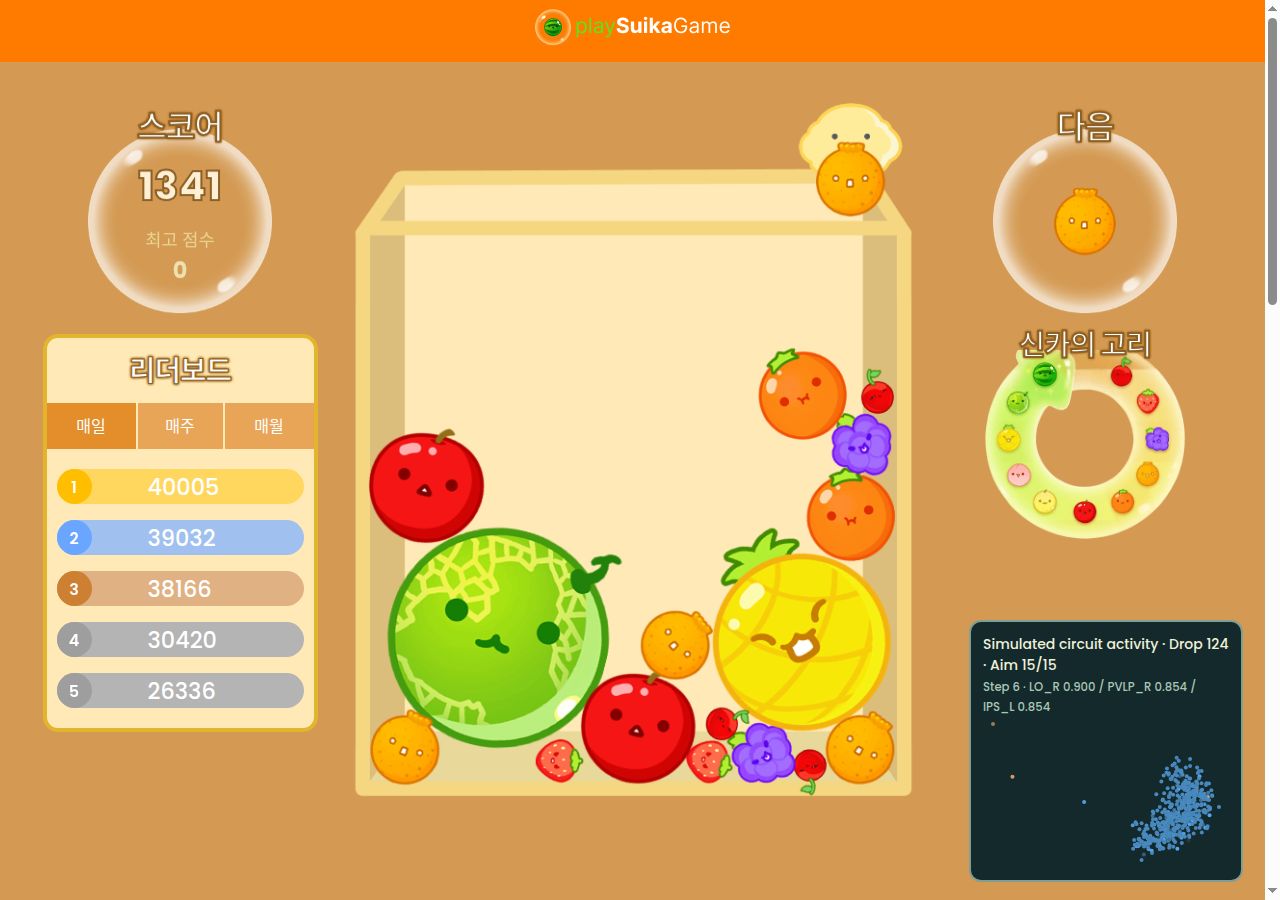 playSuikaGame
스코어
1341
최고 점수
0
리더보드
매일 매주 매월
1 40005
2 39032
3 38166
4 30420
5 26336
다음
신카의 고리
Simulated circuit activity · Drop 124
· Aim 15/15
Step 6 · LO_R 0.900 / PVLP_R 0.854 /
IPS_L 0.854